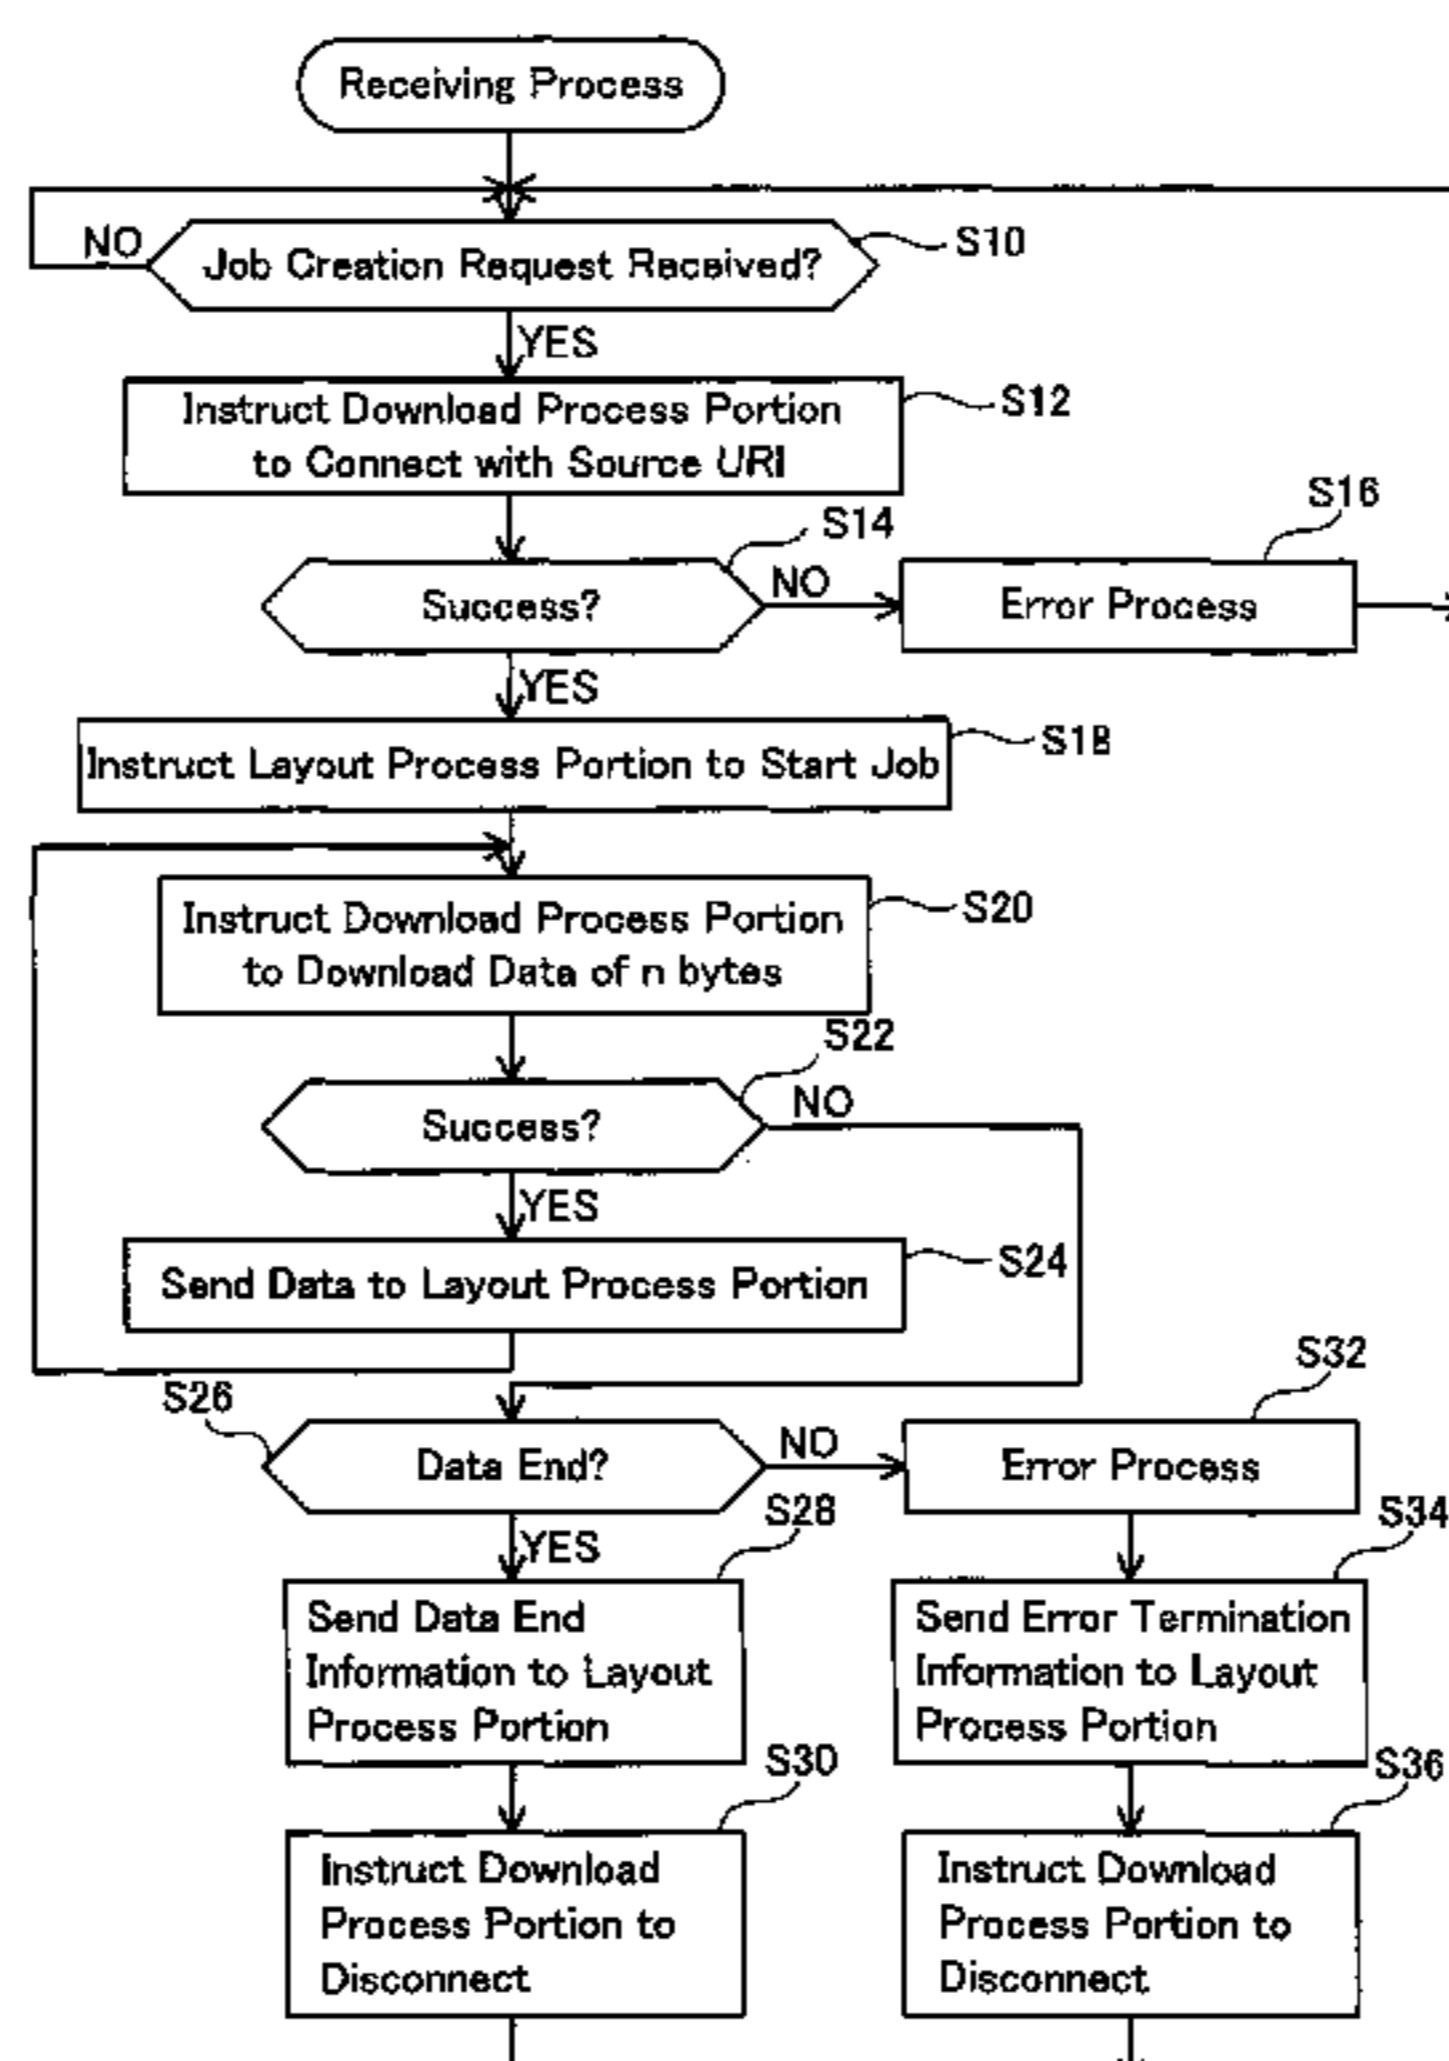 Receiving Process
NO
Job Creation Request Received?
S10
YES
Instruct Download Process Portion
to Connect with Source URI
S12
S14
S16
Success?
NO
Error Process
YES
Instruct Layout Process Portion to Start Job
S18
Instruct Download Process Portion
to Download Data of n bytes
S20
S22
Success?
NO
YES
Send Data to Layout Process Portion
S24
S26
S32
Data End?
NO
Error Process
YES
S28
S34
Send Data End
Information to Layout
Process Portion
Send Error Termination
Information to Layout
Process Portion
S30
S36
Instruct Download
Process Portion to
Disconnect
Instruct Download
Process Portion to
Disconnect